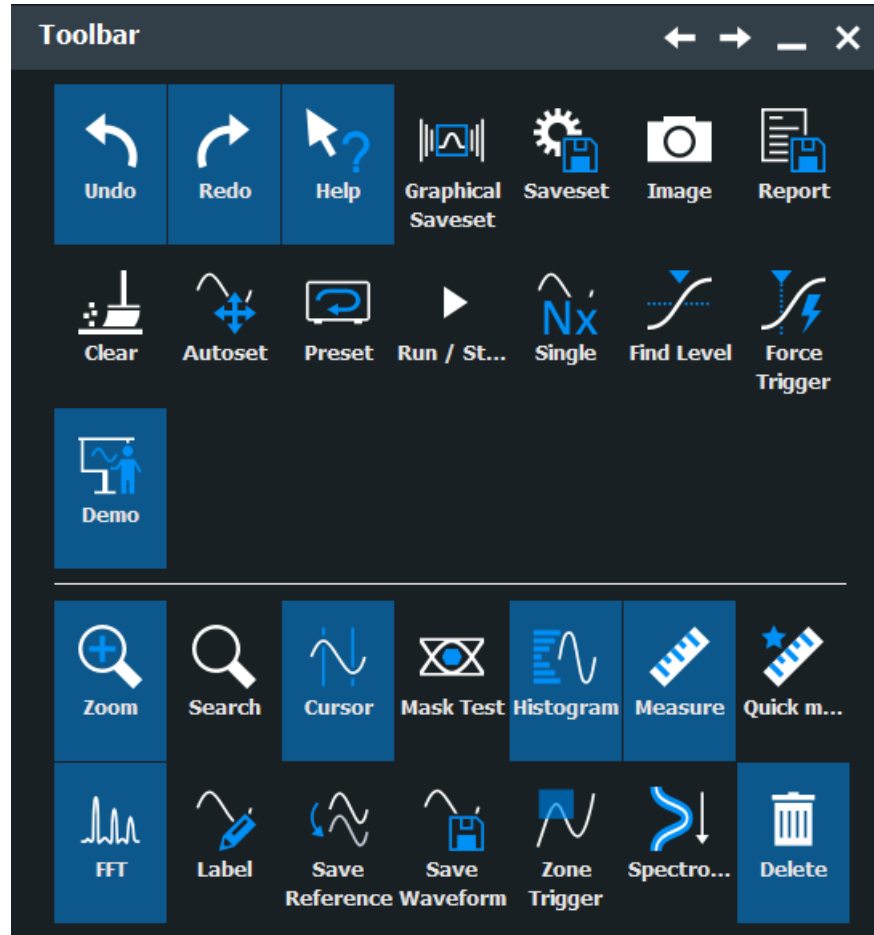 Toolbar
Undo
Redo
Help
Graphical
Saveset
Saveset
Image
Report
Clear
Autoset
Preset
Run / St...
Nx
Single
Find Level
Force
Trigger
Demo
Zoom
Search
Cursor
Mask Test
Histogram
Measure
Quick m...
FFT
Label
Save
Reference
Save
Waveform
Zone
Trigger
Spectro...
Delete